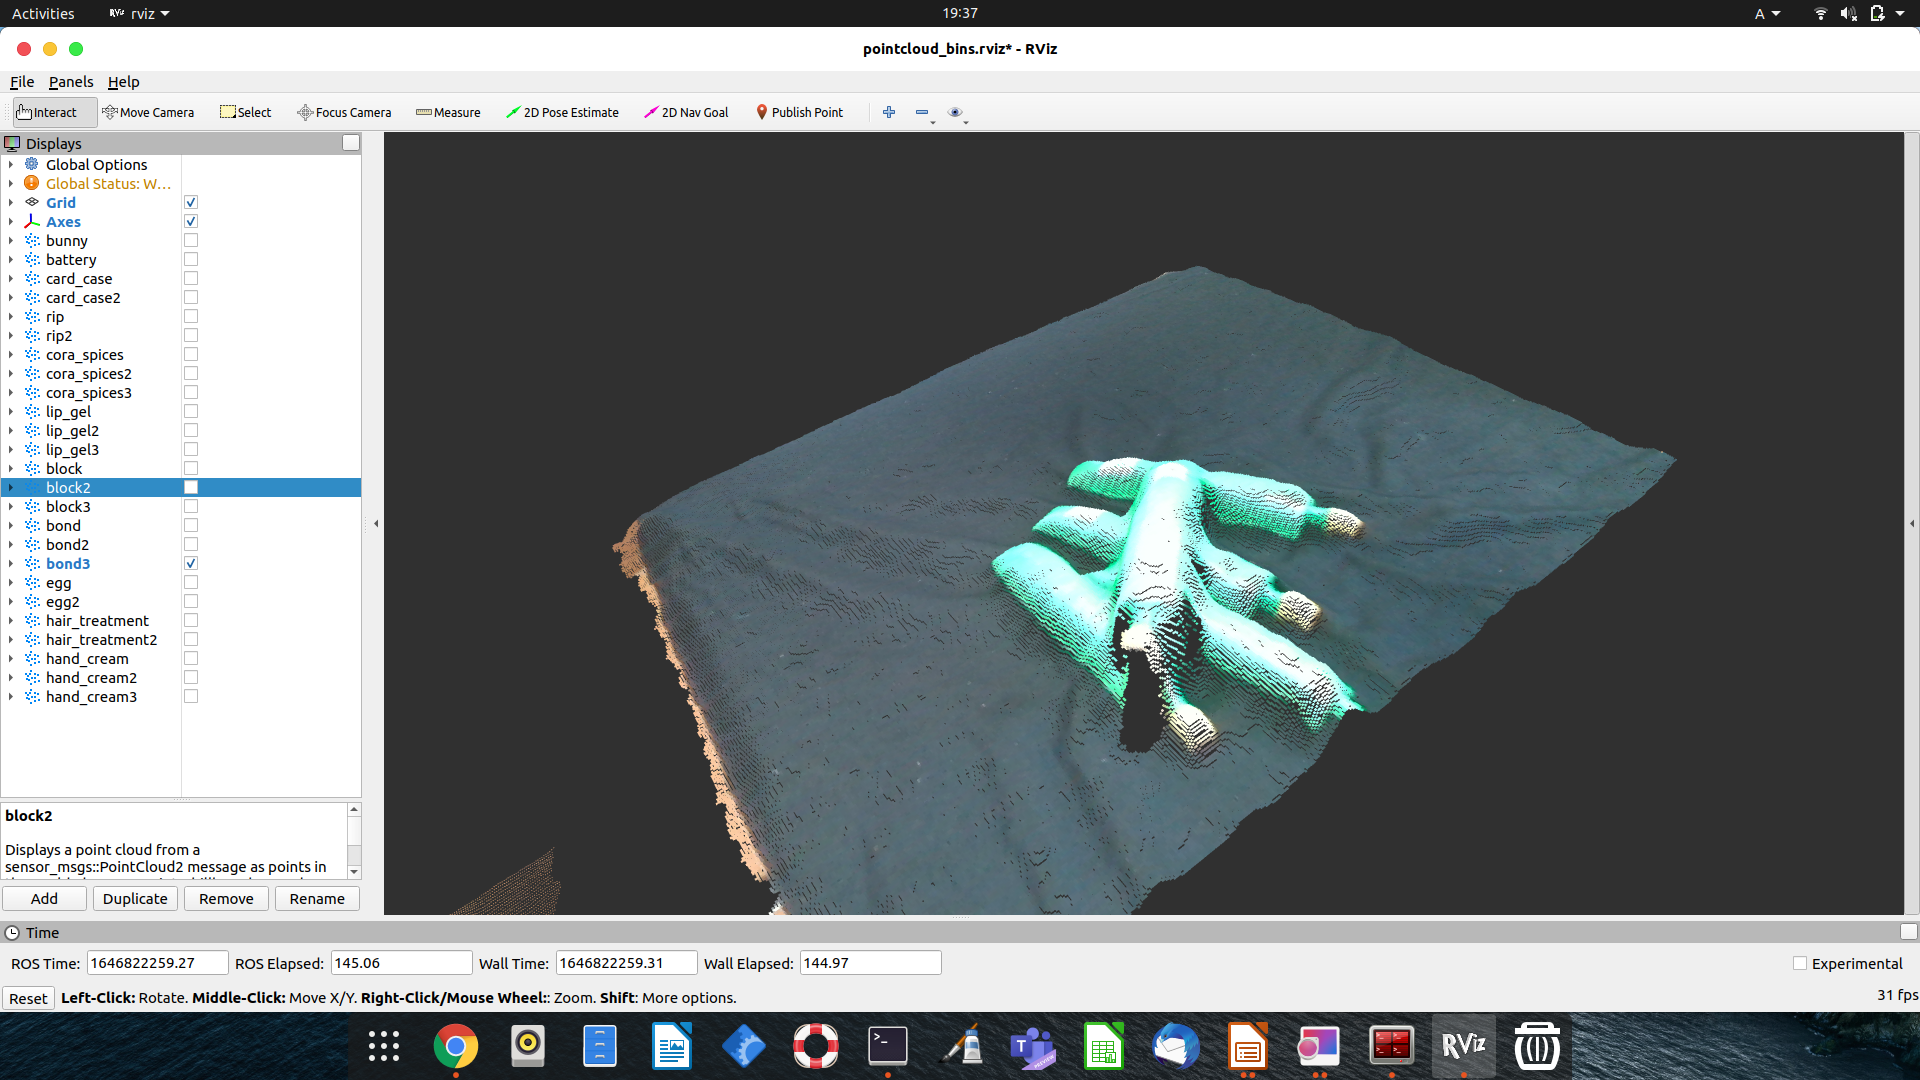 Activities
RViz rviz
19:37
A
pointcloud_bins.rviz* - RViz
File Panels Help
Interact Move Camera Select Focus Camera Measure 2D Pose Estimate 2D Nav Goal Publish Point
Displays
Global Options
Global Status: W...
Grid
Axes
bunny
battery
card_case
card_case2
rip
rip2
cora_spices
cora_spices2
cora_spices3
lip_gel
lip_gel2
lip_gel3
block
block2
block3
bond
bond2
bond3
egg
egg2
hair_treatment
hair_treatment2
hand_cream
hand_cream2
hand_cream3
block2
Displays a point cloud from a
sensor_msgs::PointCloud2 message as points in
Add Duplicate Remove Rename
Time
ROS Time: 1646822259.27 ROS Elapsed: 145.06 Wall Time: 1646822259.31 Wall Elapsed: 144.97 Experimental
Reset Left-Click: Rotate. Middle-Click: Move X/Y. Right-Click/Mouse Wheel:: Zoom. Shift: More options. 31 fps
>_ T PREVIEW RViz